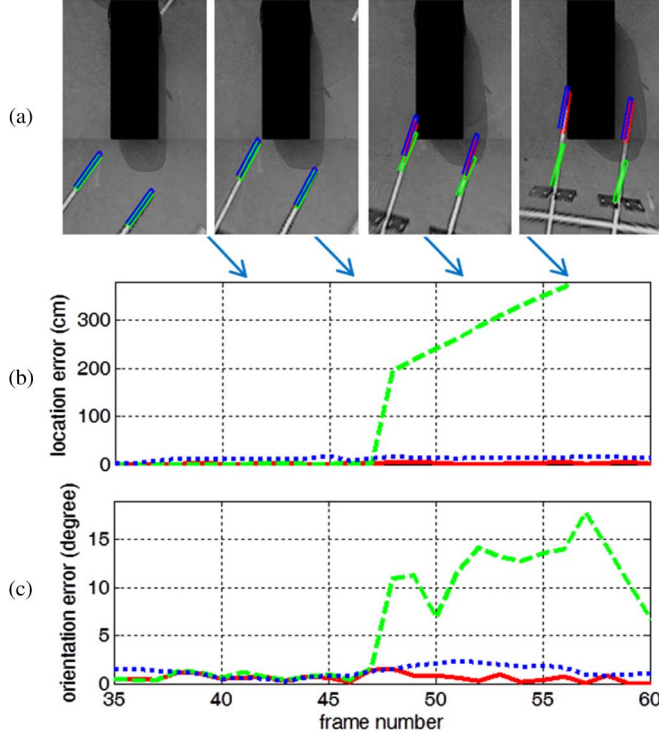 (a)
(b)
location error (cm)
300
200
100
0
(c)
orientation error (degree)
15
10
5
0
35 40 45 50 55 60
frame number